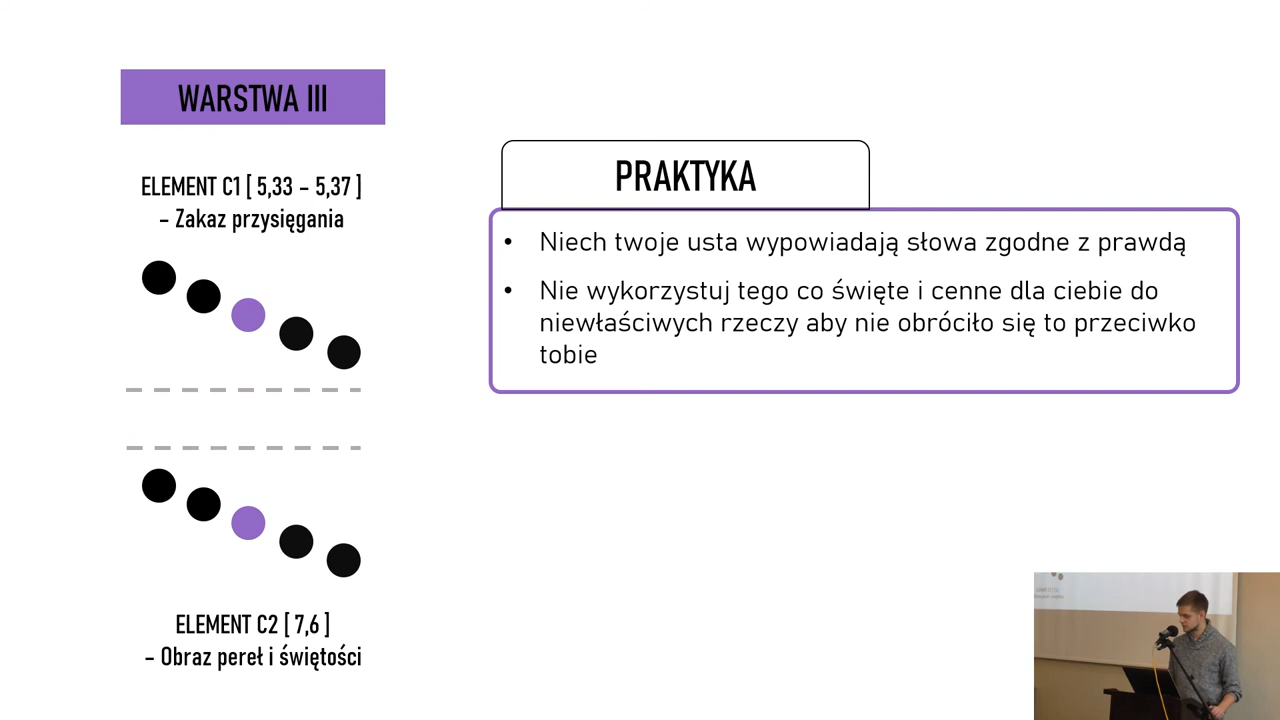 WARSTWA III
ELEMENT C1 [ 5,33 – 5,37 ]
– Zakaz przysięgania
PRAKTYKA
• Niech twoje usta wypowiadają słowa zgodne z prawdą
• Nie wykorzystuj tego co święte i cenne dla ciebie do
niewłaściwych rzeczy aby nie obróciło się to przeciwko
tobie
ELEMENT C2 [ 7,6 ]
– Obraz pereł i świętości